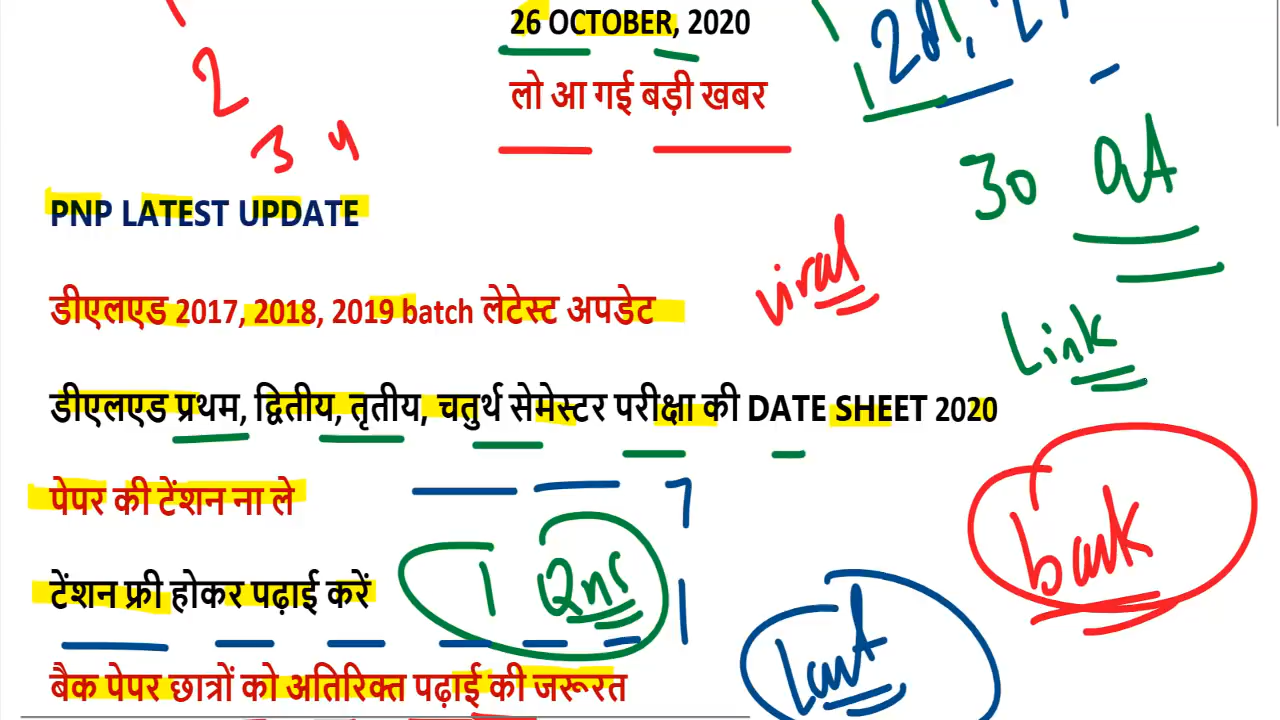 26 OCTOBER, 2020
लो आ गई बड़ी खबर
2
3 4
30
PNP LATEST UPDATE
viral
डीएलएड 2017, 2018, 2019 batch लेटेस्ट अपडेट
Link
डीएलएड प्रथम, द्वितीय, तृतीय, चतुर्थ सेमेस्टर परीक्षा की DATE SHEET 2020
पेपर की टेंशन ना ले
back
1
टेंशन फ्री होकर पढ़ाई करें
बैक पेपर छात्रों को अतिरिक्त पढ़ाई की जरूरत